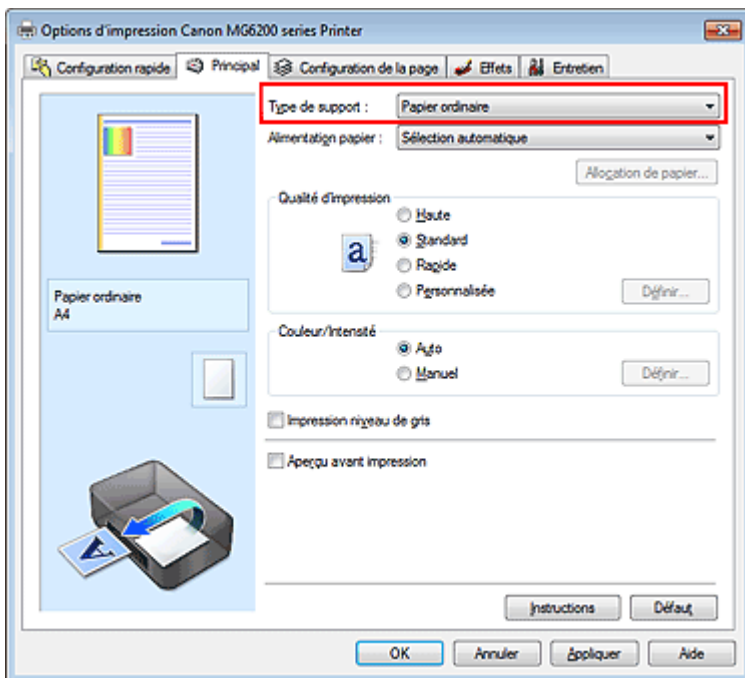 Options d'impression Canon MG6200 series Printer
Configuration rapide Principal Configuration de la page Effets Entretien
Type de support : Papier ordinaire
Alimentation papier : Sélection automatique
Allocation de papier...
Qualité d'impression
Haute
a Standard
Rapide
Personnalisée Définir...
Papier ordinaire
A4
Couleur/Intensité
Auto
Manuel Définir...
Impression niveau de gris
Aperçu avant impression
A
Instructions Défaut
OK Annuler Appliquer Aide